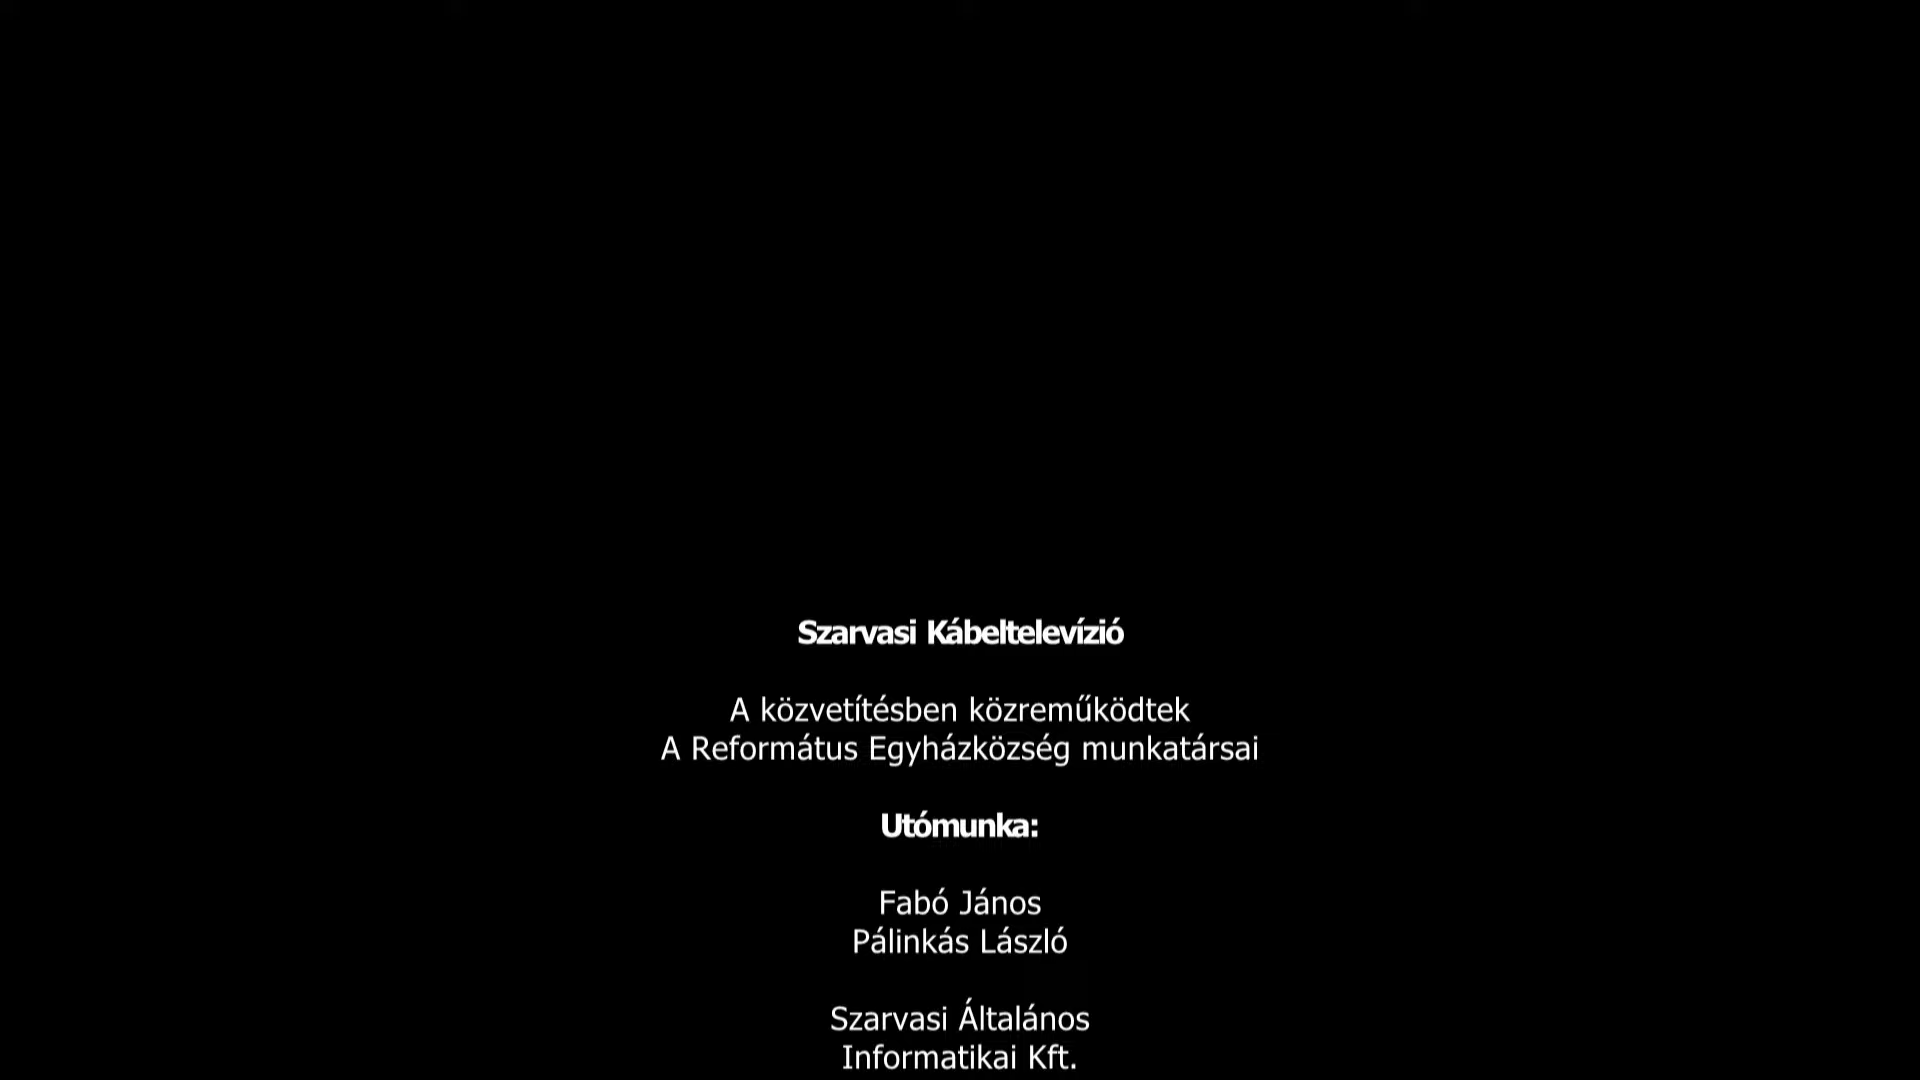 Szarvasi Kábeltelevízió
A közvetítésben közreműködtek
A Református Egyházközség munkatársai
Utómunka:
Fabó János
Pálinkás László
Szarvasi Általános
Informatikai Kft.